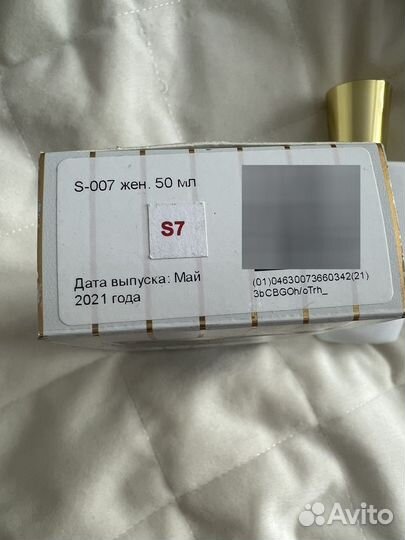 S-007 жен. 50 мл
S7
Дата выпуска: Май
2021 года
(01)04630073660342(21)
3bCBGOh/oTrh_
Avito